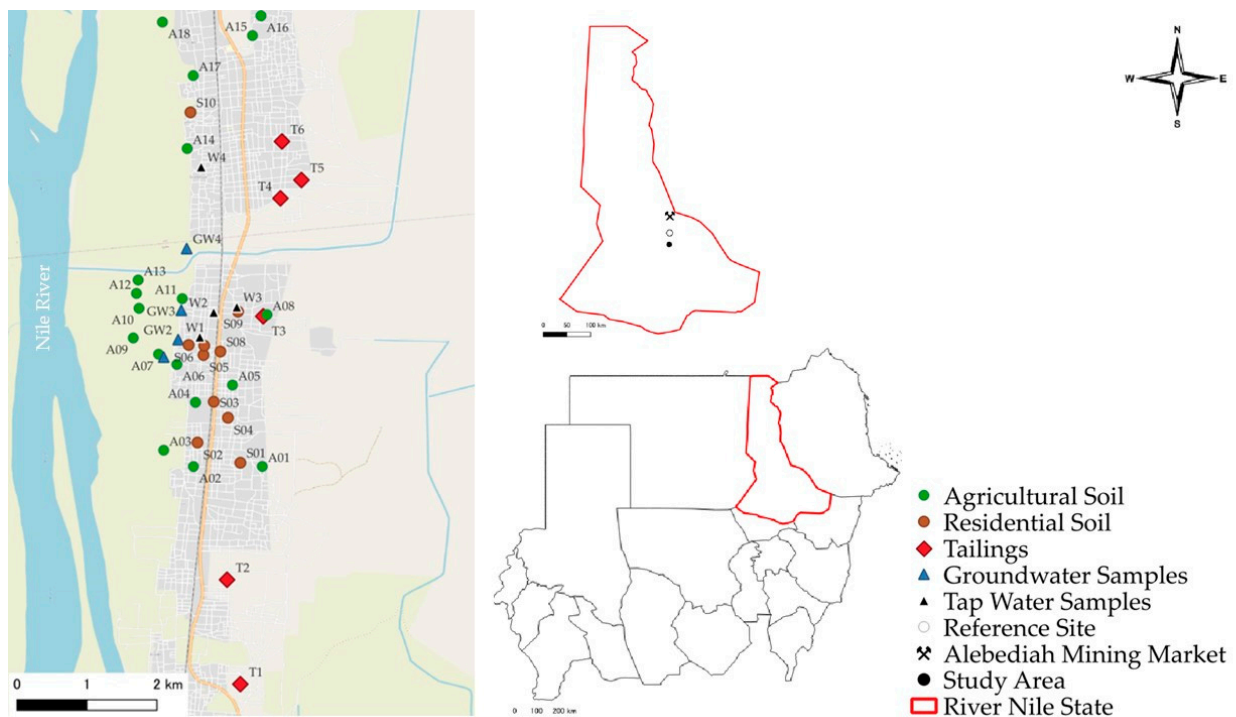 A18
A15
A16
A17
S10
T6
A14
W4
T5
T4
GW4
Nile River
A13
A12
A11
W2
W3
A08
A10
GW3
S09
T3
GW2
W1
A09
S08
A07
S06
S05
A06
A05
A04
S03
S04
A03
S02
S01
A01
A02
T2
T1
0 1 2 km
N
W E
S
0 50 100 km
0 100 200 km
Agricultural Soil
Residential Soil
Tailings
Groundwater Samples
Tap Water Samples
Reference Site
Alebediah Mining Market
Study Area
River Nile State